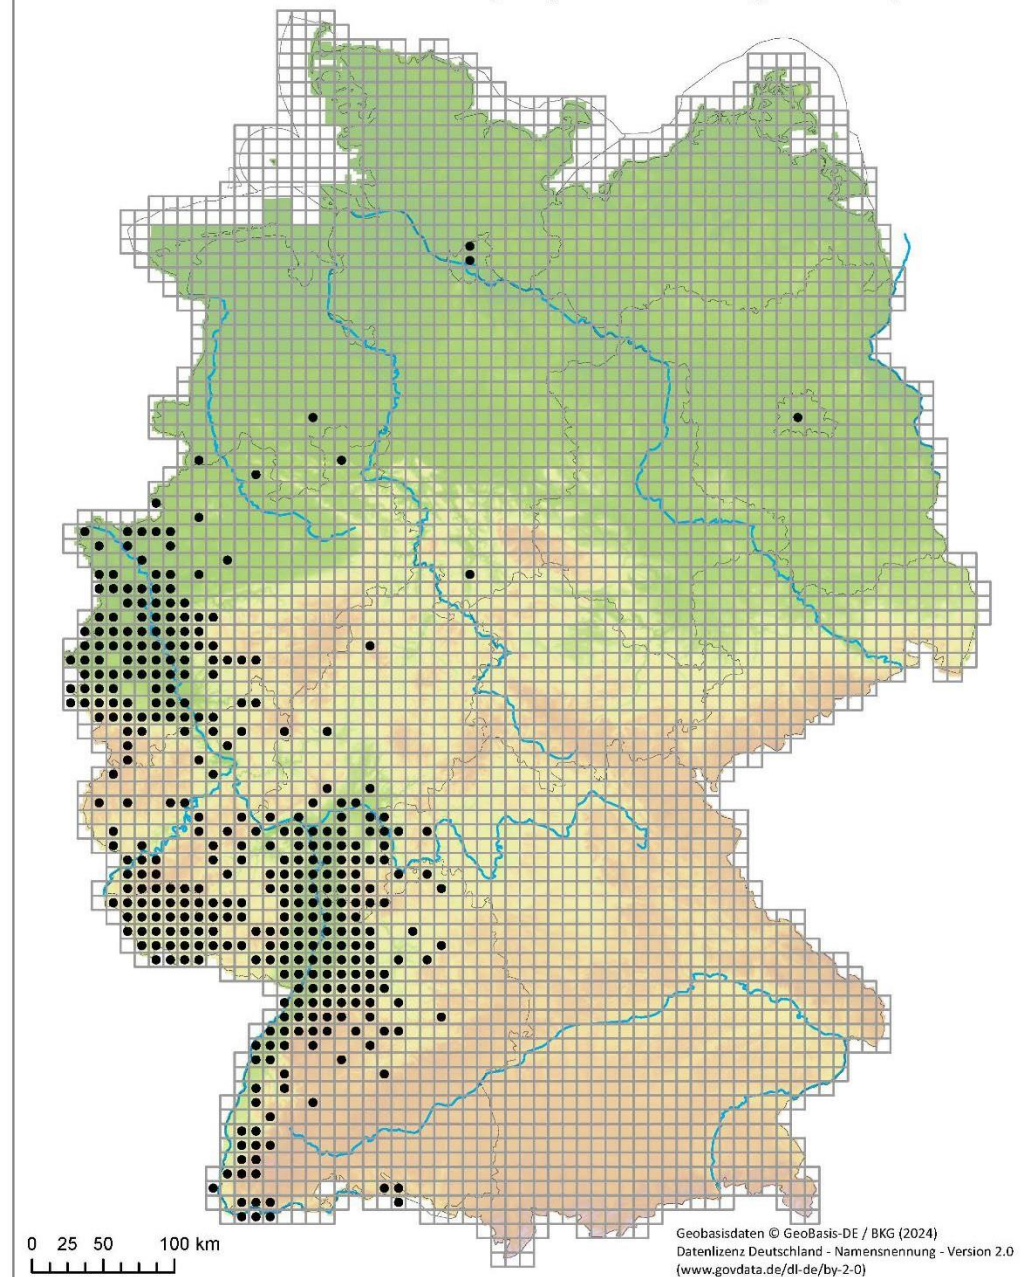 0 25 50 100 km
Geobasisdaten © GeoBasis-DE / BKG (2024)
Datenlizenz Deutschland - Namensnennung - Version 2.0
(www.govdata.de/dl-de/by-2-0)